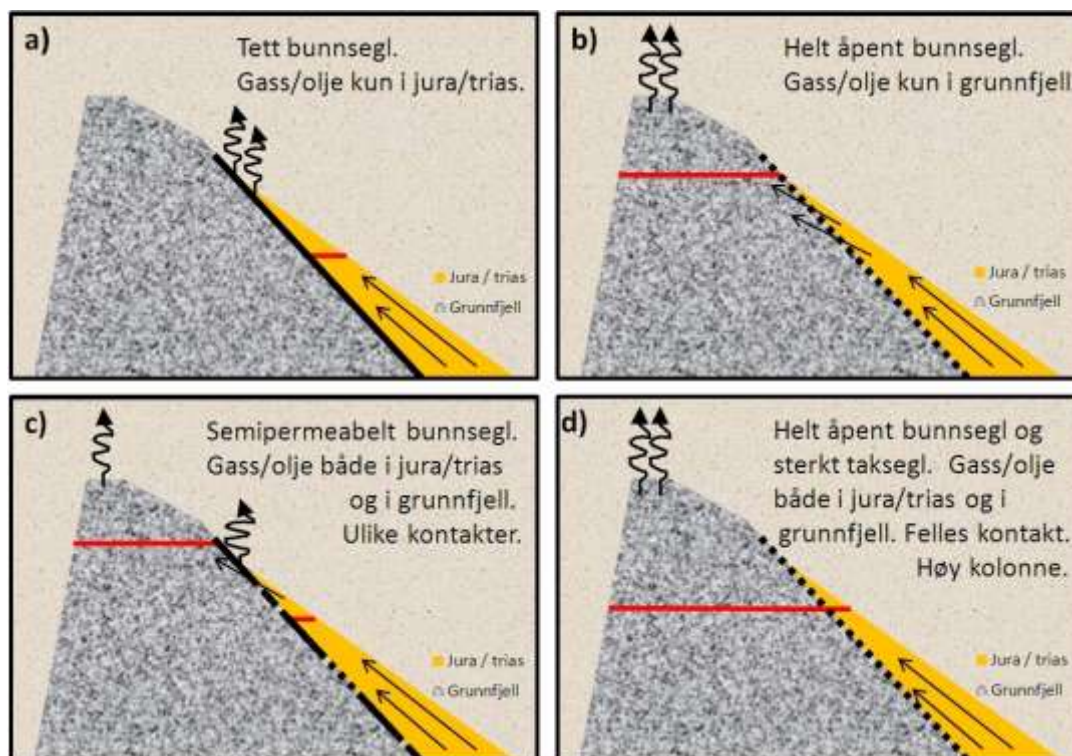 a)
Tett bunnsegl.
Gass/olje kun i jura/trias.
Jura / trias
Grunnfjell
b)
Helt åpent bunnsegl.
Gass/olje kun i grunnfjell
Jura / trias
Grunnfjell
c)
Semipermeabelt bunnsegl.
Gass/olje både i jura/trias
og i grunnfjell.
Ulike kontakter.
Jura / trias
Grunnfjell
d)
Helt åpent bunnsegl og
sterkt taksegl. Gass/olje
både i jura/trias og i
grunnfjell. Felles kontakt.
Høy kolonne.
Jura / trias
Grunnfjell